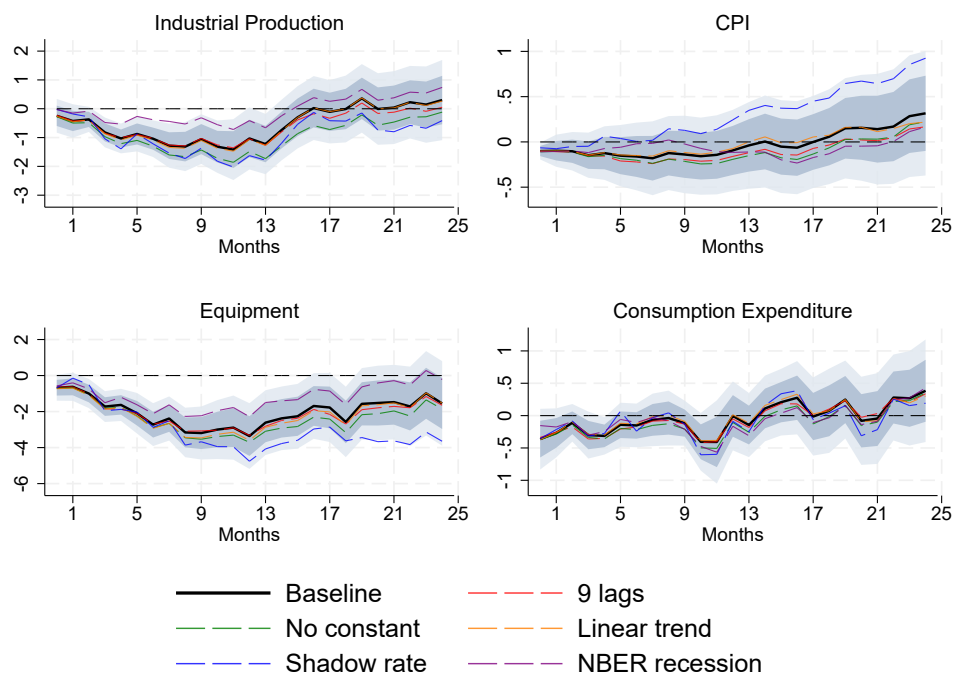 Industrial Production
CPI
2
1
0
-1
-2
-3
1 5 9 13 17 21 25
Months
1
.5
0
-.5
1 5 9 13 17 21 25
Months
Equipment
Consumption Expenditure
2
0
-2
-4
-6
1 5 9 13 17 21 25
Months
1
.5
0
-.5
-1
1 5 9 13 17 21 25
Months
Baseline
9 lags
No constant
Linear trend
Shadow rate
NBER recession